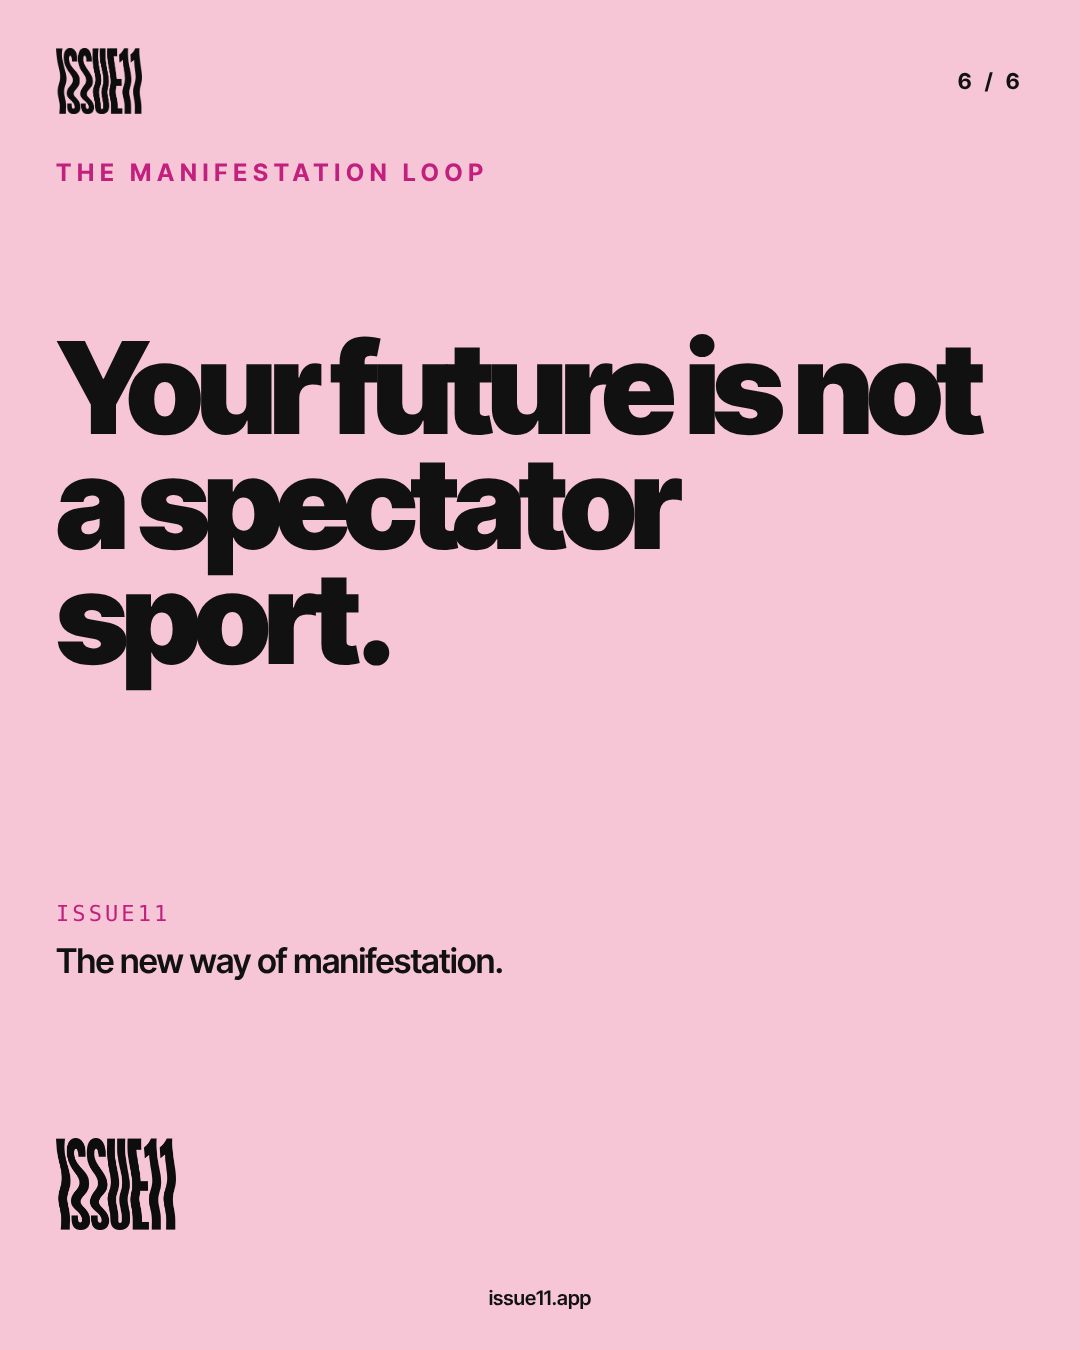 ISSUE11
6 / 6
THE MANIFESTATION LOOP
Your future is not
a spectator
sport.
ISSUE11
The new way of manifestation.
ISSUE11
issue11.app